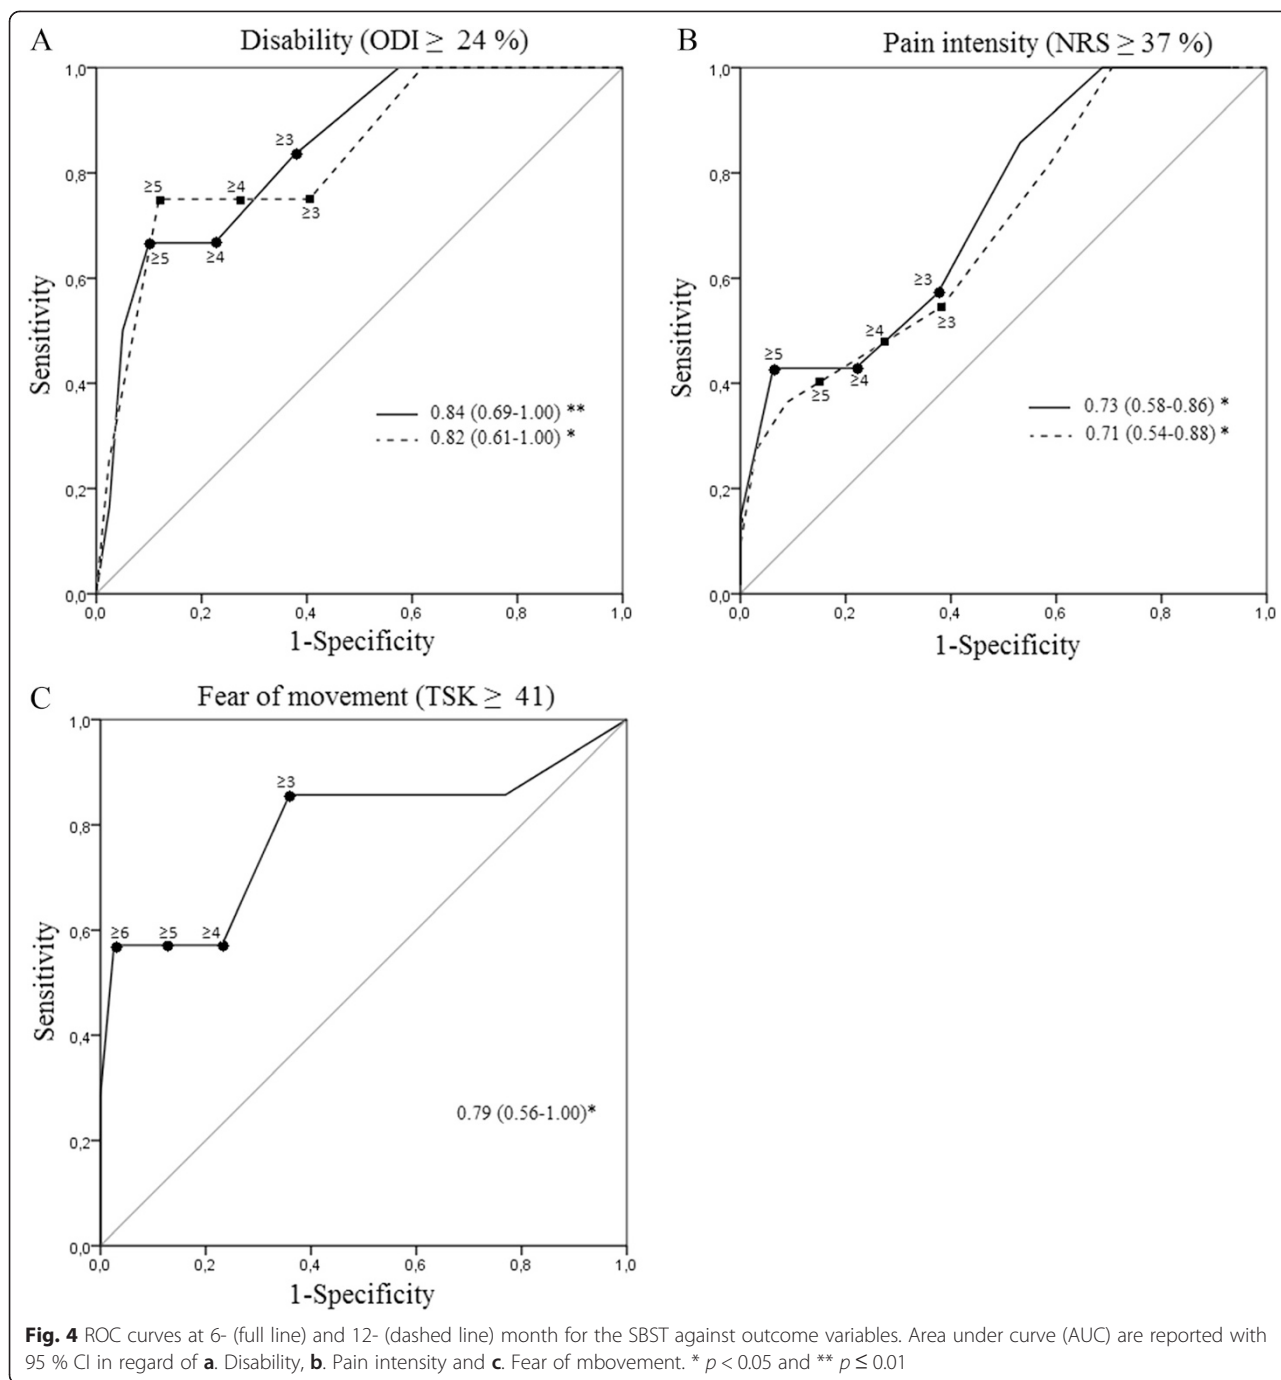 A
Disability (ODI ≥ 24 %)
1,0
0,8
0,6
0,4
0,2
0,0
Sensitivity
≥3
≥5
≥4
≥3
≥5
≥4
0.84 (0.69-1.00) **
0.82 (0.61-1.00) *
0,0 0,2 0,4 0,6 0,8 1,0
1-Specificity
B
Pain intensity (NRS ≥ 37 %)
1,0
0,8
0,6
0,4
0,2
0,0
Sensitivity
≥3
≥4
≥3
≥5
≥4
≥5
0.73 (0.58-0.86) *
0.71 (0.54-0.88) *
0,0 0,2 0,4 0,6 0,8 1,0
1-Specificity
C
Fear of movement (TSK ≥ 41)
1,0
0,8
0,6
0,4
0,2
0,0
Sensitivity
≥3
≥6 ≥5 ≥4
0.79 (0.56-1.00)*
0,0 0,2 0,4 0,6 0,8 1,0
1-Specificity
Fig. 4 ROC curves at 6- (full line) and 12- (dashed line) month for the SBST against outcome variables. Area under curve (AUC) are reported with
95 % CI in regard of a. Disability, b. Pain intensity and c. Fear of mbovement. * p < 0.05 and ** p ≤ 0.01